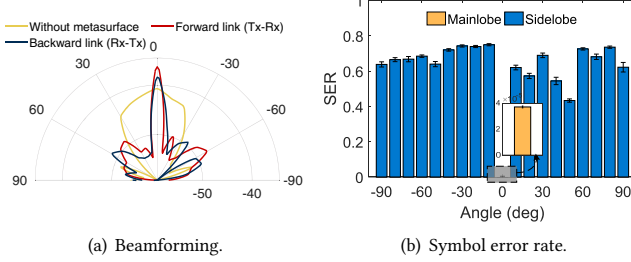 Without metasurface
Forward link (Tx-Rx)
Backward link (Rx-Tx)
0
30
-30
60
-60
90
-50
-40
-90
(a) Beamforming.
Mainlobe
Sidelobe
1
0.8
0.6
0.4
0.2
0
SER
4
2
0
-90
-60
-30
0
30
60
90
Angle (deg)
(b) Symbol error rate.